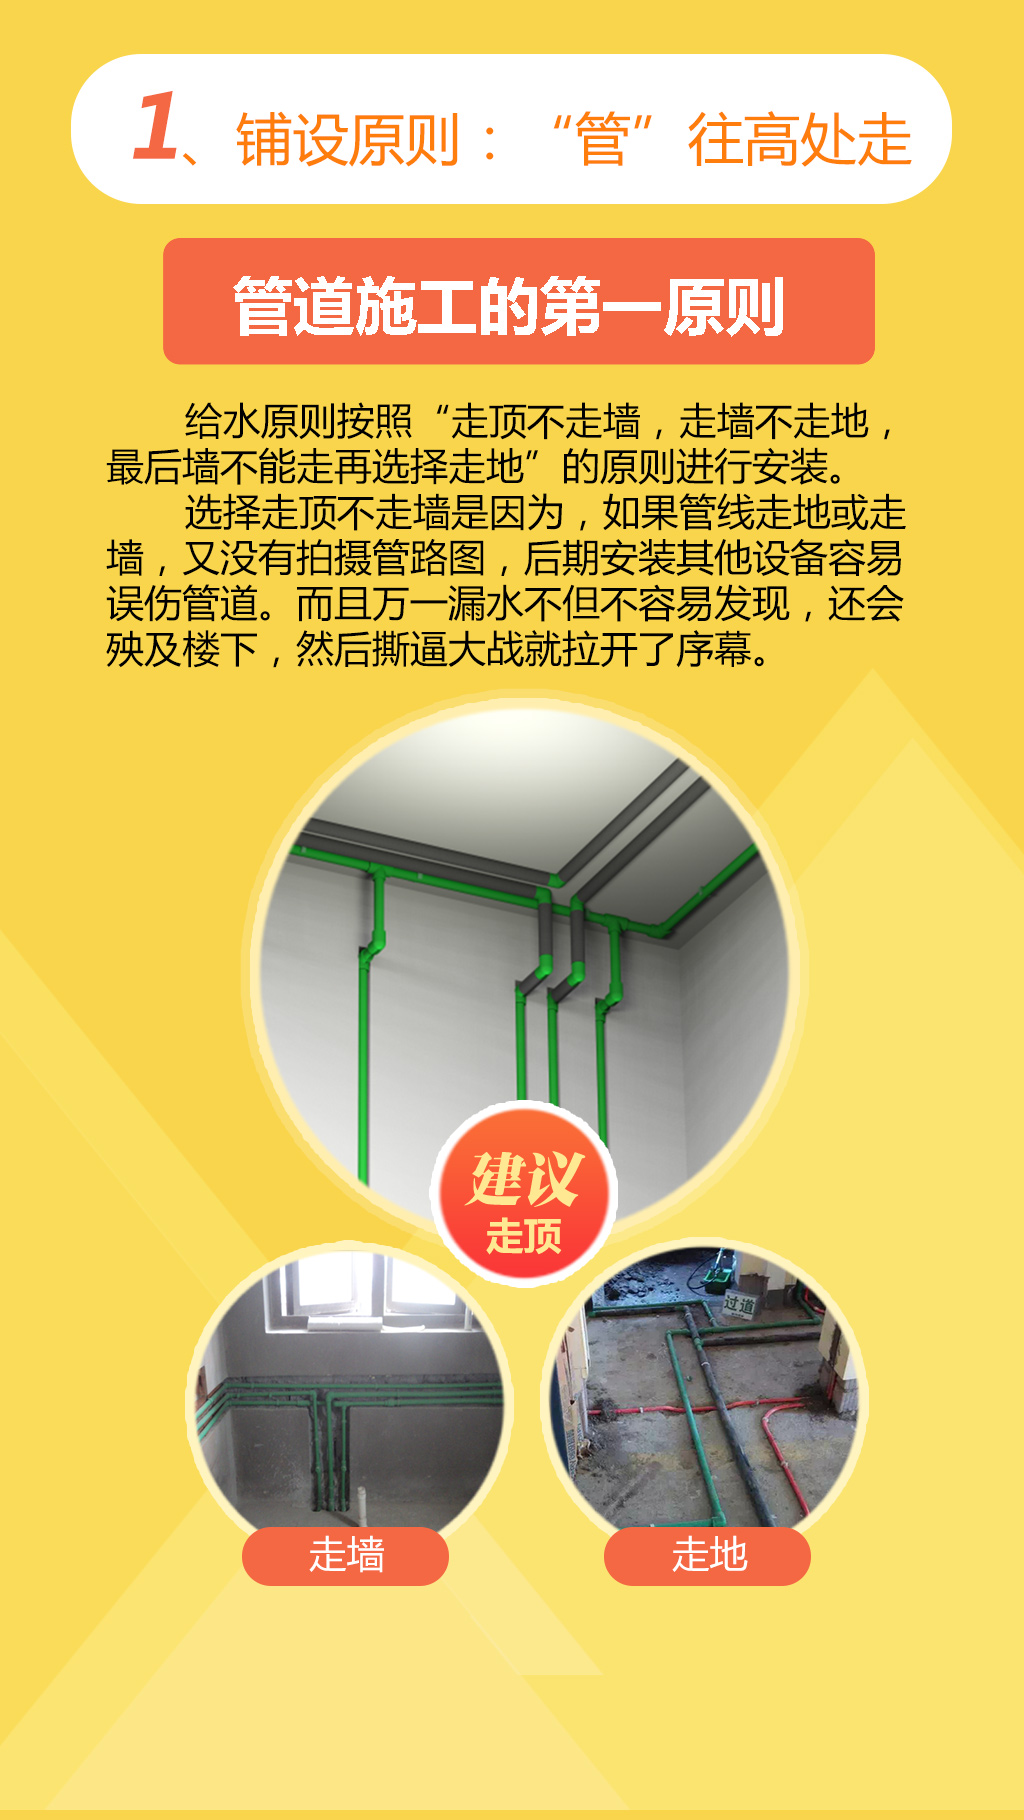 1、铺设原则：“管”往高处走
管道施工的第一原则
给水原则按照“走顶不走墙，走墙不走地，
最后墙不能走再选择走地”的原则进行安装。
选择走顶不走墙是因为，如果管线走地或走
墙，又没有拍摄管路图，后期安装其他设备容易
误伤管道。而且万一漏水不但不容易发现，还会
殃及楼下，然后撕逼大战就拉开了序幕。
建议
走顶
过道
走墙
走地